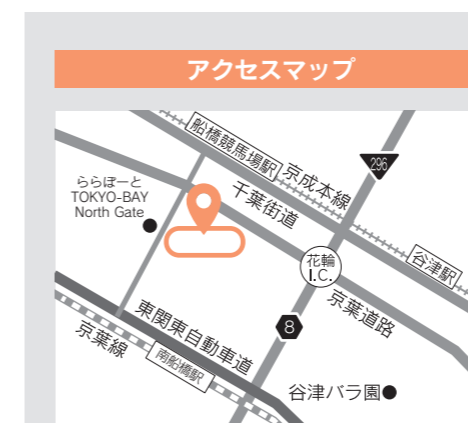 アクセスマップ
船橋競馬場駅
京成本線
296
千葉街道
ららぽーと
TOKYO-BAY
North Gate
谷津駅
花輪
I.C.
京葉道路
8
東関東自動車道
京葉線
南船橋駅
谷津バラ園